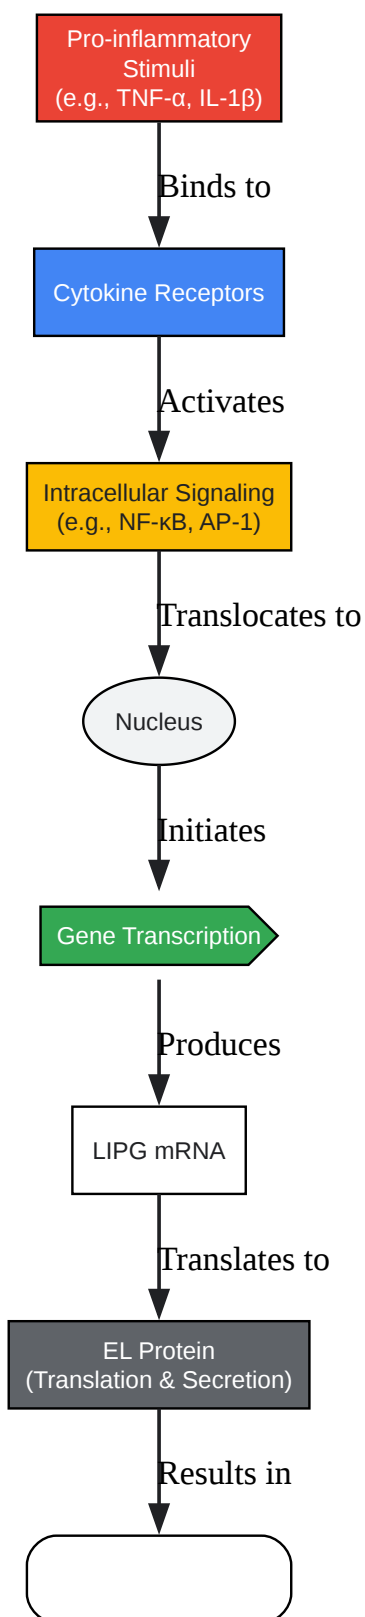 Pro-inflammatory
Stimuli
(e.g., TNF-α, IL-1β)
Binds to
Cytokine Receptors
Activates
Intracellular Signaling
(e.g., NF-κB, AP-1)
Translocates to
Nucleus
Initiates
Gene Transcription
Produces
LIPG mRNA
Translates to
EL Protein
(Translation & Secretion)
Results in